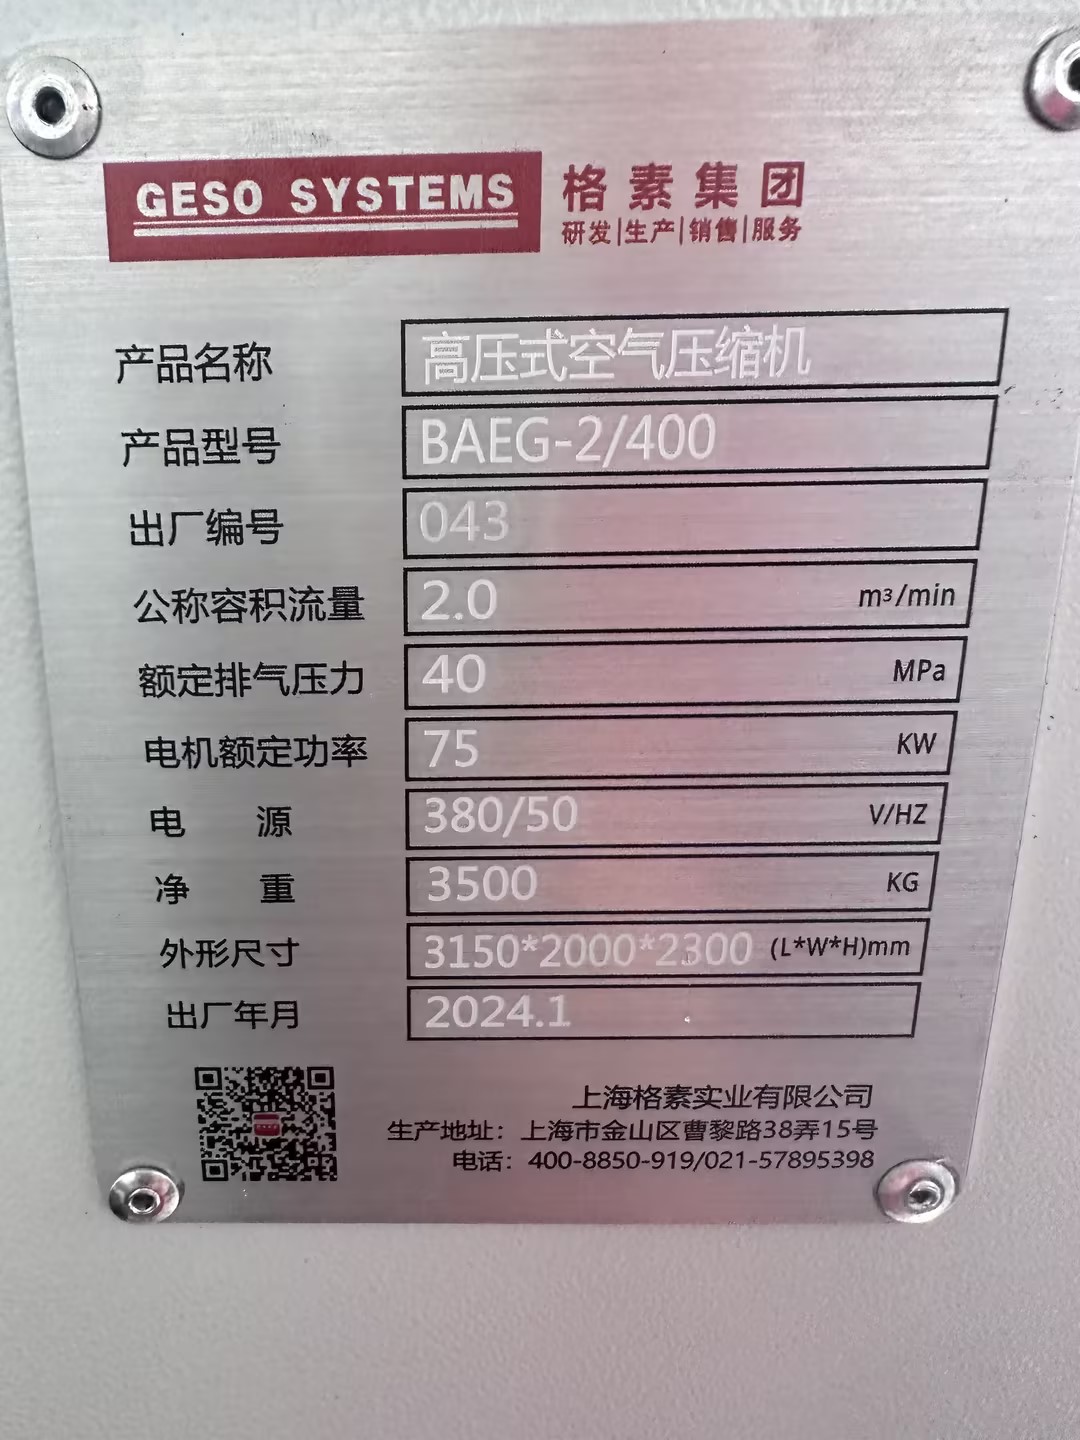 GESO SYSTEMS 格素集团
研发|生产|销售|服务
产品名称 高压式空气压缩机
产品型号 BAEG-2/400
出厂编号 043
公称容积流量 2.0 m³/min
额定排气压力 40 MPa
电机额定功率 75 KW
电 源 380/50 V/HZ
净 重 3500 KG
外形尺寸 3150*2000*2300 (L*W*H)mm
出厂年月 2024.1
上海格素实业有限公司
生产地址：上海市金山区曹黎路38弄15号
电话：400-8850-919/021-57895398